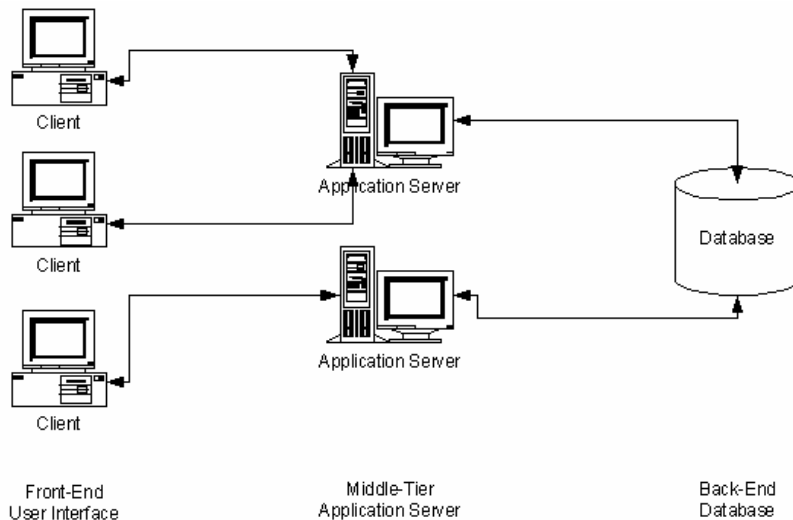 Client
Application Server
Client
Database
Application Server
Client
Front-End
User Interface
Middle-Tier
Application Server
Back-End
Database